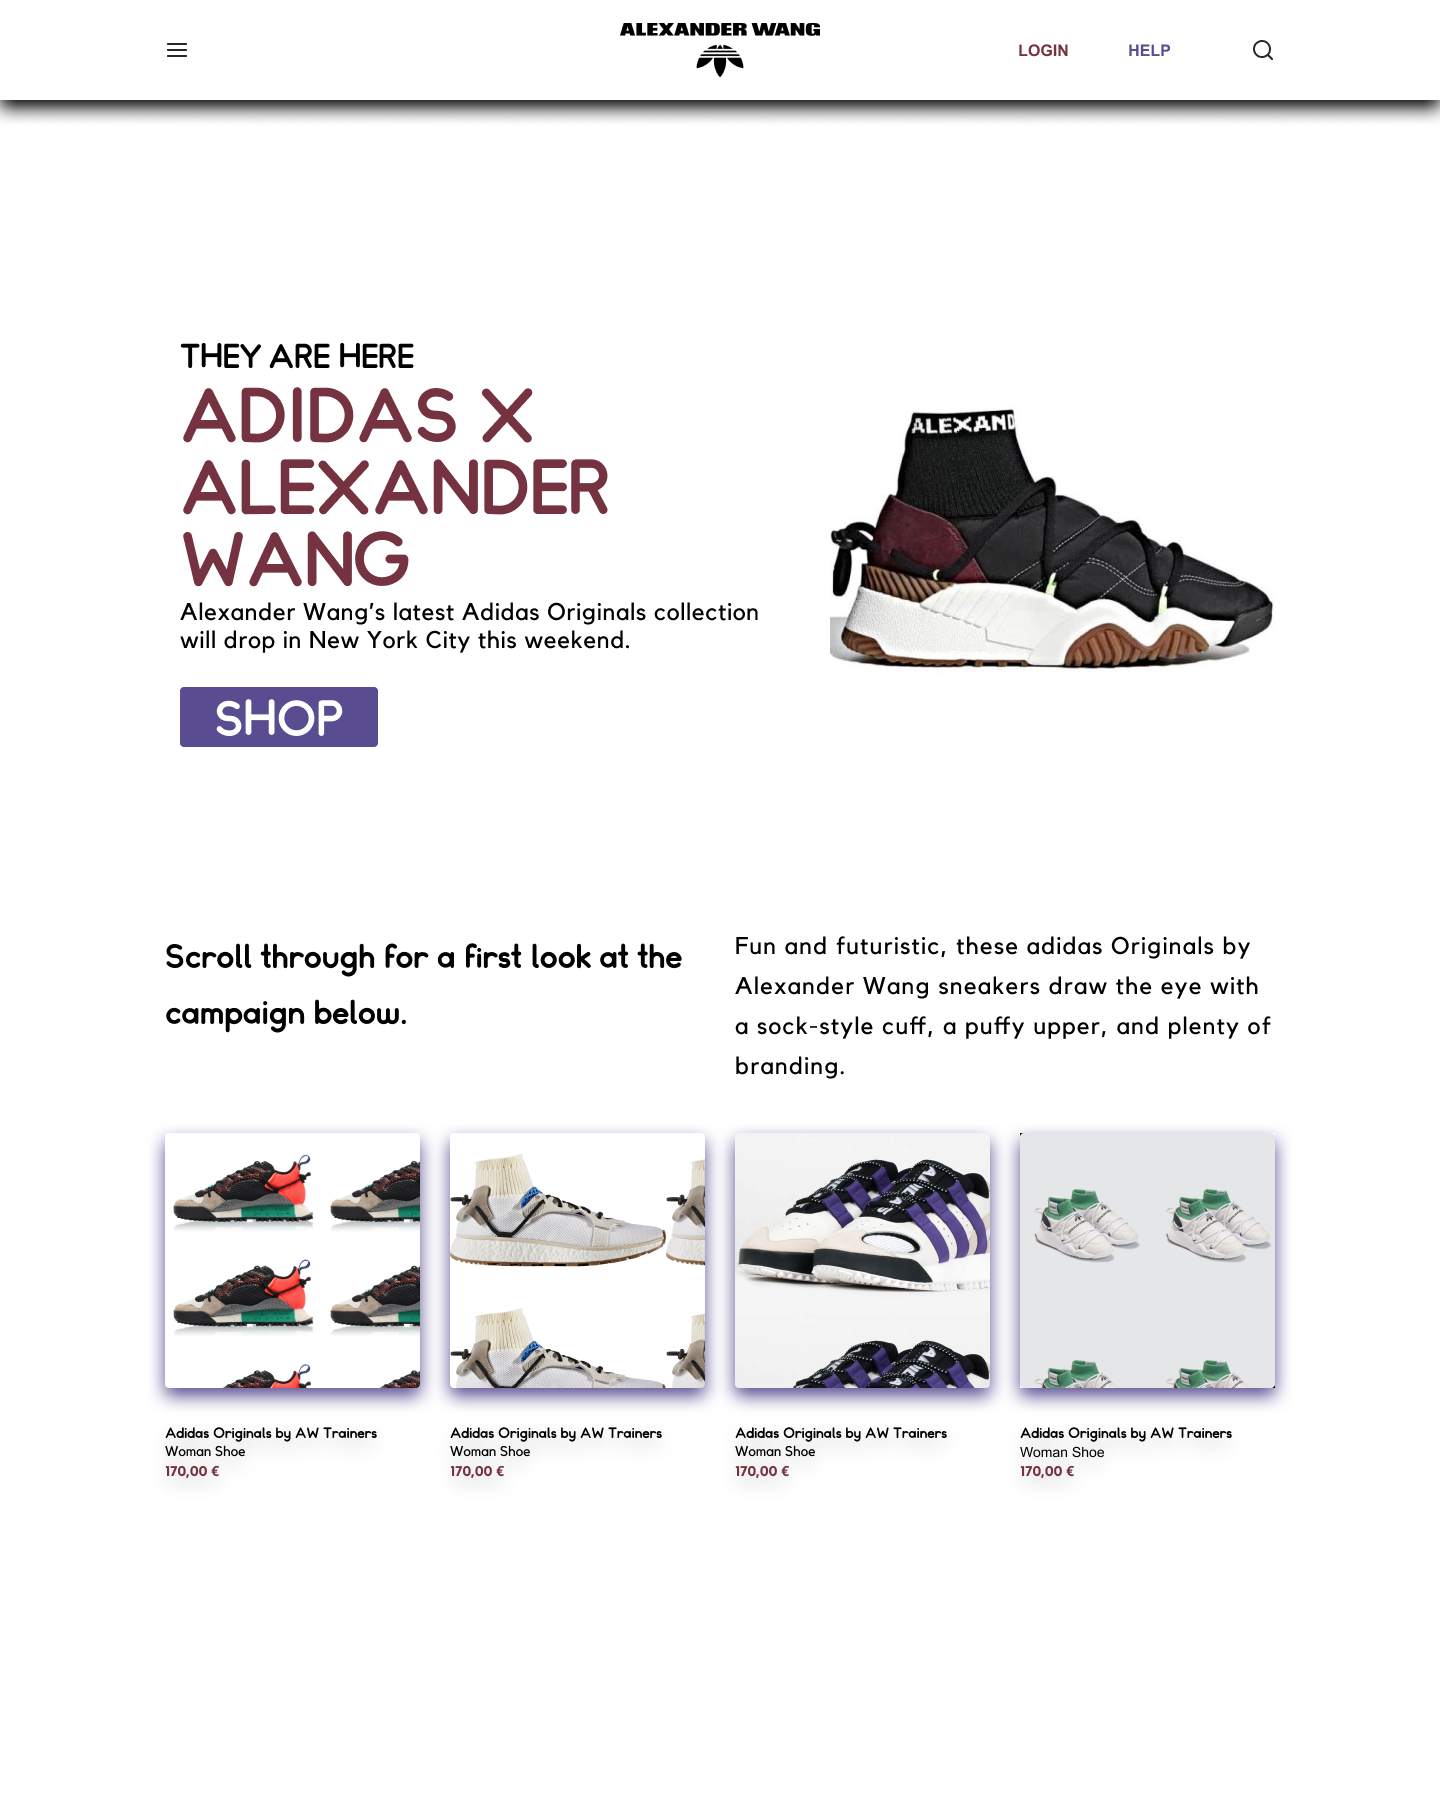 ALEXANDER WANG
LOGIN
HELP
THEY ARE HERE
ADIDAS X
ALEXANDER
WANG
Alexander Wang's latest Adidas Originals collection
will drop in New York City this weekend.
ALEXAND
SHOP
Scroll through for a first look at the
campaign below.
Fun and futuristic, these adidas Originals by
Alexander Wang sneakers draw the eye with
a sock-style cuff, a puffy upper, and plenty of
branding.
Adidas Originals by AW Trainers
Woman Shoe
170,00 €
Adidas Originals by AW Trainers
Woman Shoe
170,00 €
Adidas Originals by AW Trainers
Woman Shoe
170,00 €
Adidas Originals by AW Trainers
Woman Shoe
170,00 €